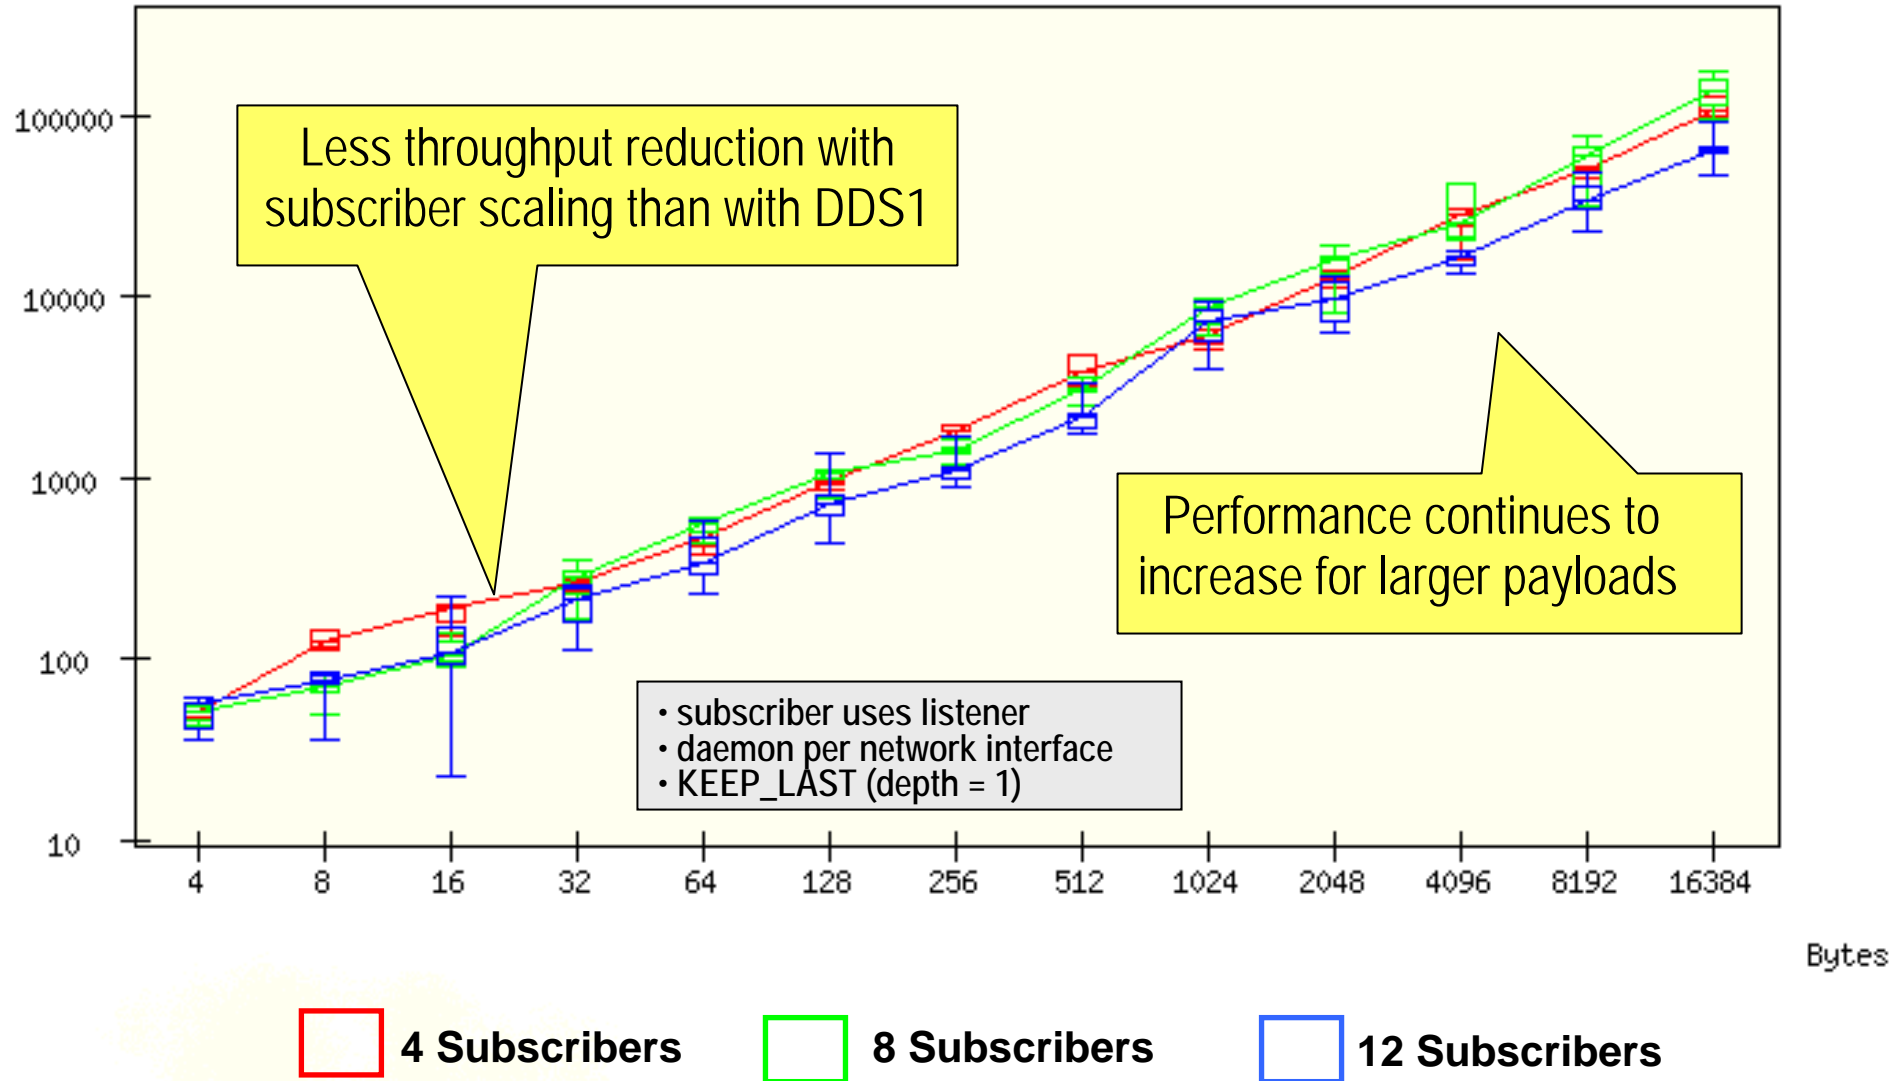 100000
10000
1000
100
10
Less throughput reduction with
subscriber scaling than with DDS1
Performance continues to
increase for larger payloads
• subscriber uses listener
• daemon per network interface
• KEEP_LAST (depth = 1)
4 8 16 32 64 128 256 512 1024 2048 4096 8192 16384
Bytes
4 Subscribers 8 Subscribers 12 Subscribers